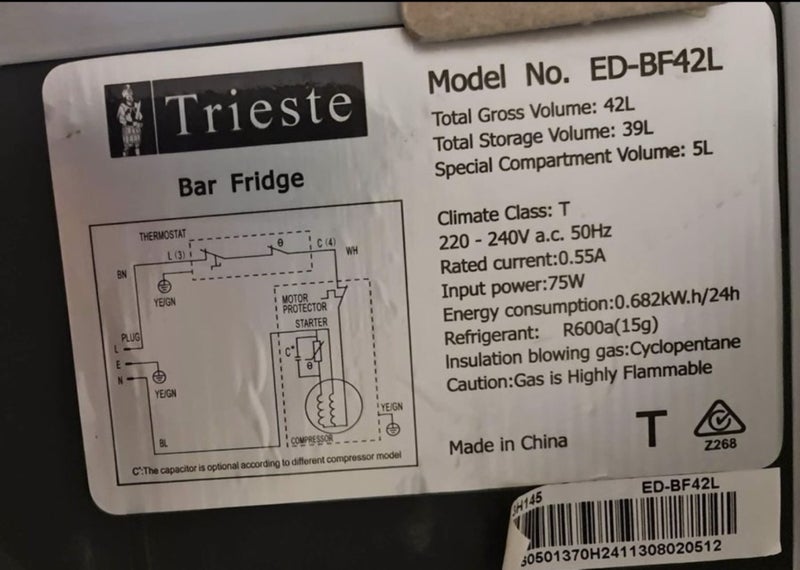 Trieste
Bar Fridge
THERMOSTAT
L (3)
θ
C (4)
WH
BN
YE/GN
MOTOR
PROTECTOR
STARTER
PLUG
L
E
N
C*
θ
YE/GN
YE/GN
BL
COMPRESSOR
C*:The capacitor is optional according to different compressor model
Model No. ED-BF42L
Total Gross Volume: 42L
Total Storage Volume: 39L
Special Compartment Volume: 5L
Climate Class: T
220 - 240V a.c. 50Hz
Rated current:0.55A
Input power:75W
Energy consumption:0.682kW.h/24h
Refrigerant: R600a(15g)
Insulation blowing gas:Cyclopentane
Caution:Gas is Highly Flammable
Made in China
T
Z268
ED-BF42L